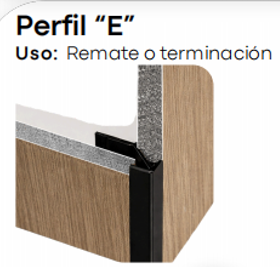 Perfil “E”
Uso: Remate o terminación